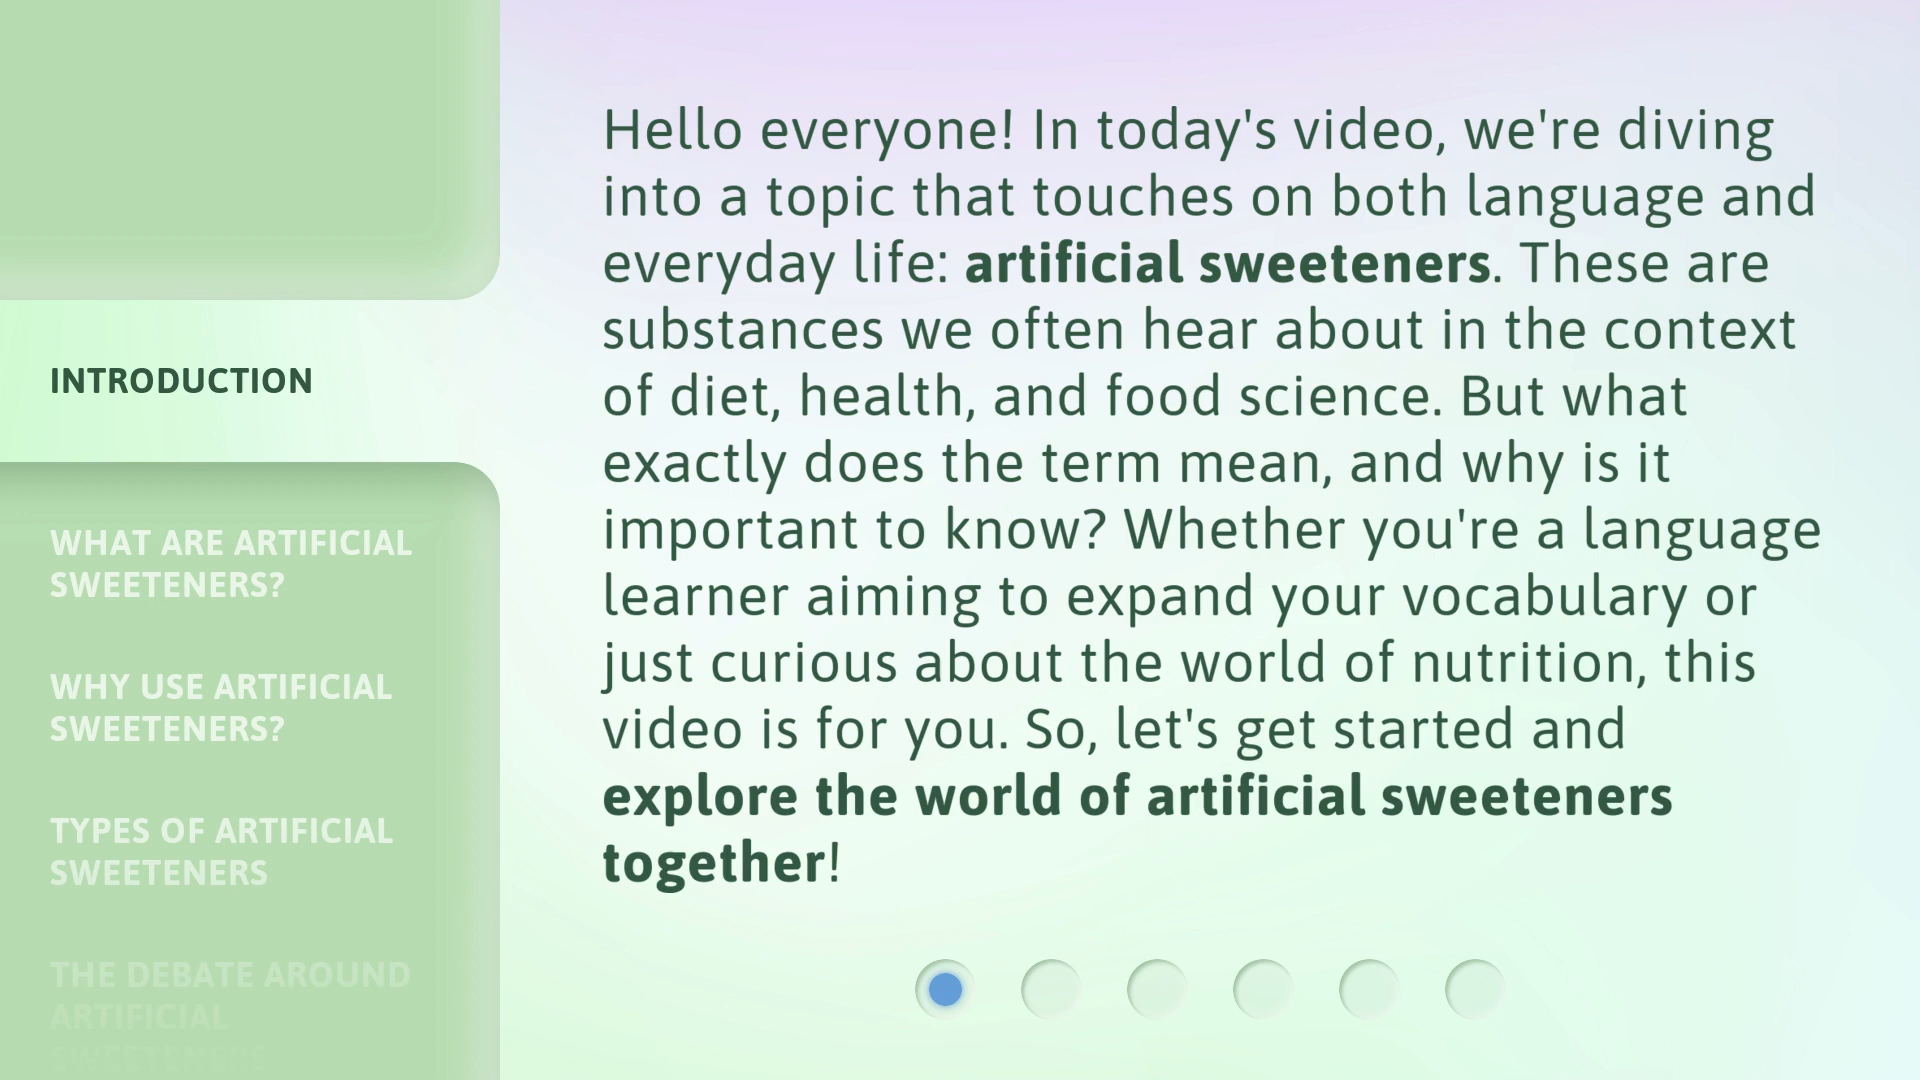 INTRODUCTION
WHAT ARE ARTIFICIAL
SWEETENERS?
WHY USE ARTIFICIAL
SWEETENERS?
TYPES OF ARTIFICIAL
SWEETENERS
THE DEBATE AROUND
ARTIFICIAL
SWEETENERS
Hello everyone! In today's video, we're diving
into a topic that touches on both language and
everyday life: artificial sweeteners. These are
substances we often hear about in the context
of diet, health, and food science. But what
exactly does the term mean, and why is it
important to know? Whether you're a language
learner aiming to expand your vocabulary or
just curious about the world of nutrition, this
video is for you. So, let's get started and
explore the world of artificial sweeteners
together!